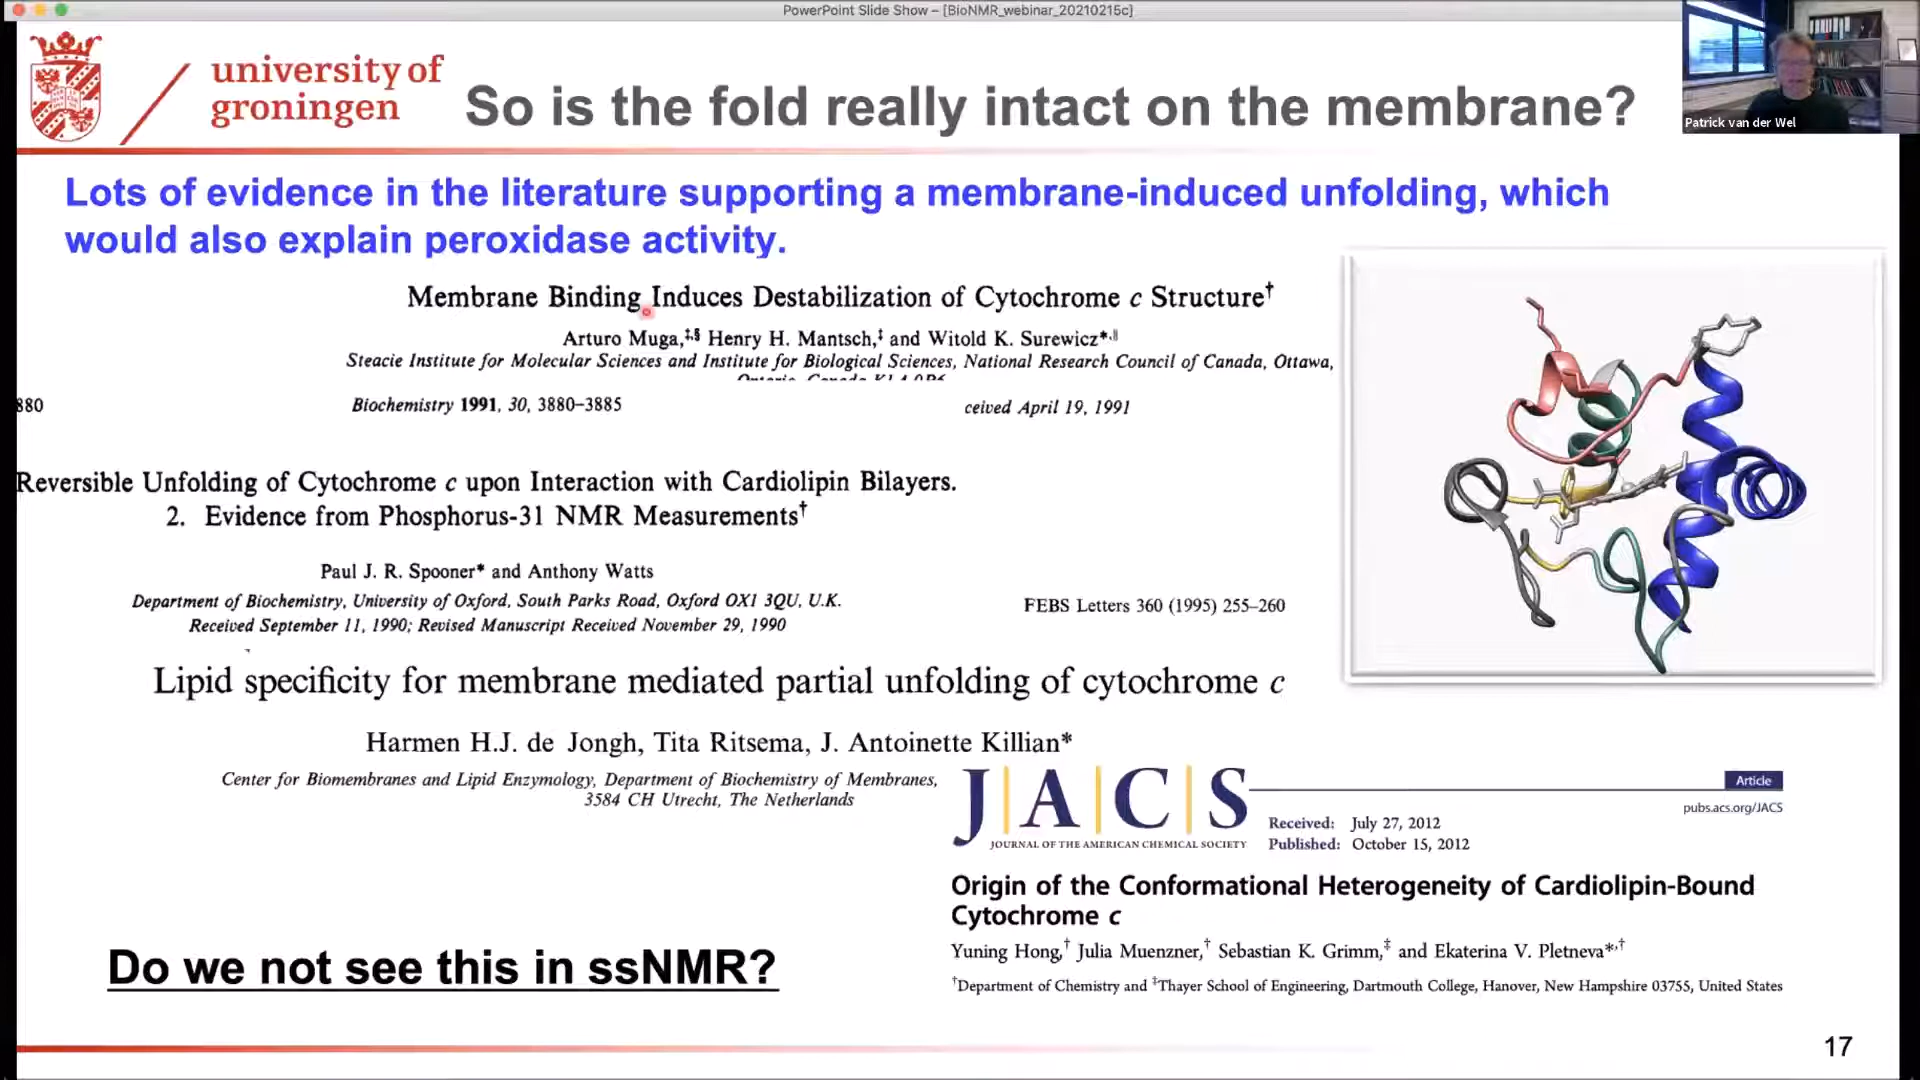 PowerPoint Slide Show – [BioNMR_webinar_20210215c]
university of
groningen
So is the fold really intact on the membrane?
Patrick van der Wel
Lots of evidence in the literature supporting a membrane-induced unfolding, which
would also explain peroxidase activity.
Membrane Binding Induces Destabilization of Cytochrome c Structure†
Arturo Muga,‡,§ Henry H. Mantsch,‡ and Witold K. Surewicz*,∥
Steacie Institute for Molecular Sciences and Institute for Biological Sciences, National Research Council of Canada, Ottawa,
880
Biochemistry 1991, 30, 3880–3885
ceived April 19, 1991
Reversible Unfolding of Cytochrome c upon Interaction with Cardiolipin Bilayers.
2. Evidence from Phosphorus-31 NMR Measurements†
Paul J. R. Spooner* and Anthony Watts
Department of Biochemistry, University of Oxford, South Parks Road, Oxford OX1 3QU, U.K.
Received September 11, 1990; Revised Manuscript Received November 29, 1990
FEBS Letters 360 (1995) 255–260
Lipid specificity for membrane mediated partial unfolding of cytochrome c
Harmen H.J. de Jongh, Tita Ritsema, J. Antoinette Killian*
Center for Biomembranes and Lipid Enzymology, Department of Biochemistry of Membranes,
3584 CH Utrecht, The Netherlands
J|A|C|S
JOURNAL OF THE AMERICAN CHEMICAL SOCIETY
Article
pubs.acs.org/JACS
Received: July 27, 2012
Published: October 15, 2012
Origin of the Conformational Heterogeneity of Cardiolipin-Bound
Cytochrome c
Yuning Hong,† Julia Muenzner,† Sebastian K. Grimm,‡ and Ekaterina V. Pletneva*,†
†Department of Chemistry and ‡Thayer School of Engineering, Dartmouth College, Hanover, New Hampshire 03755, United States
Do we not see this in ssNMR?
17